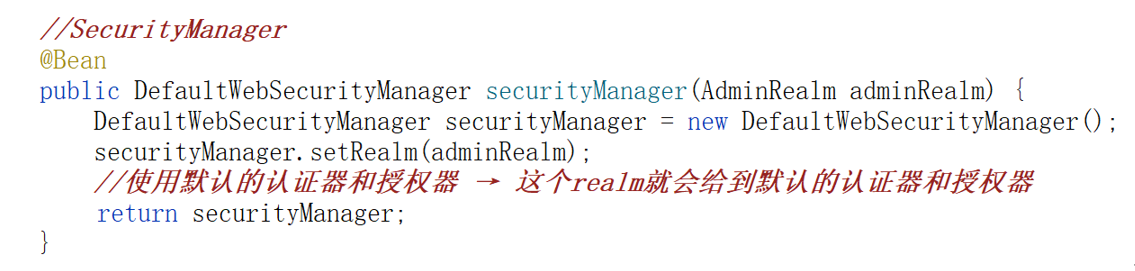 //SecurityManager
@Bean
public DefaultWebSecurityManager securityManager(AdminRealm adminRealm) {
    DefaultWebSecurityManager securityManager = new DefaultWebSecurityManager();
    securityManager.setRealm(adminRealm);
    //使用默认的认证器和授权器 → 这个realm就会给到默认的认证器和授权器
    return securityManager;
}